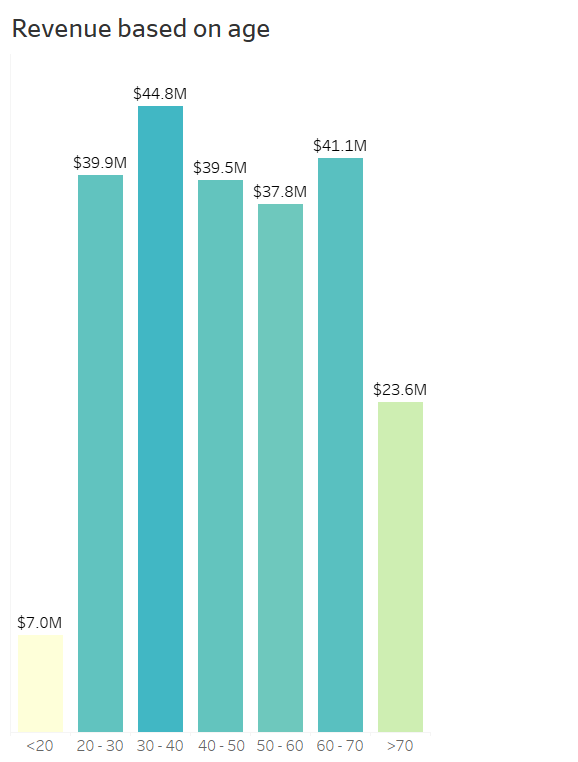 Revenue based on age
$44.8M
$41.1M
$39.9M
$39.5M
$37.8M
$23.6M
$7.0M
<20 20 - 30 30 - 40 40 - 50 50 - 60 60 - 70 >70